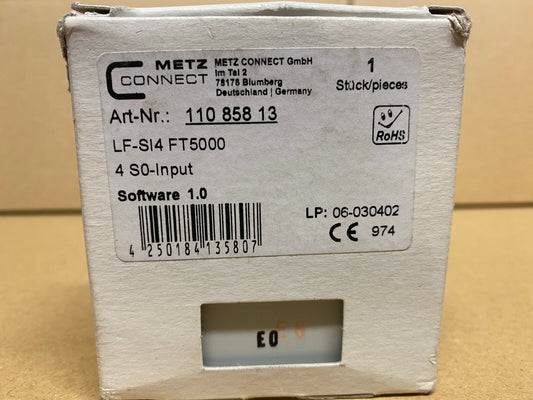 METZ CONNECT
METZ CONNECT GmbH
Im Tal 2
78176 Blumberg
Deutschland | Germany
1
Stück/pieces
Art-Nr.: 110 858 13
LF-SI4 FT5000
4 S0-Input
RoHS
Software 1.0
LP: 06-030402
CE 974
4 250184 135807
E0